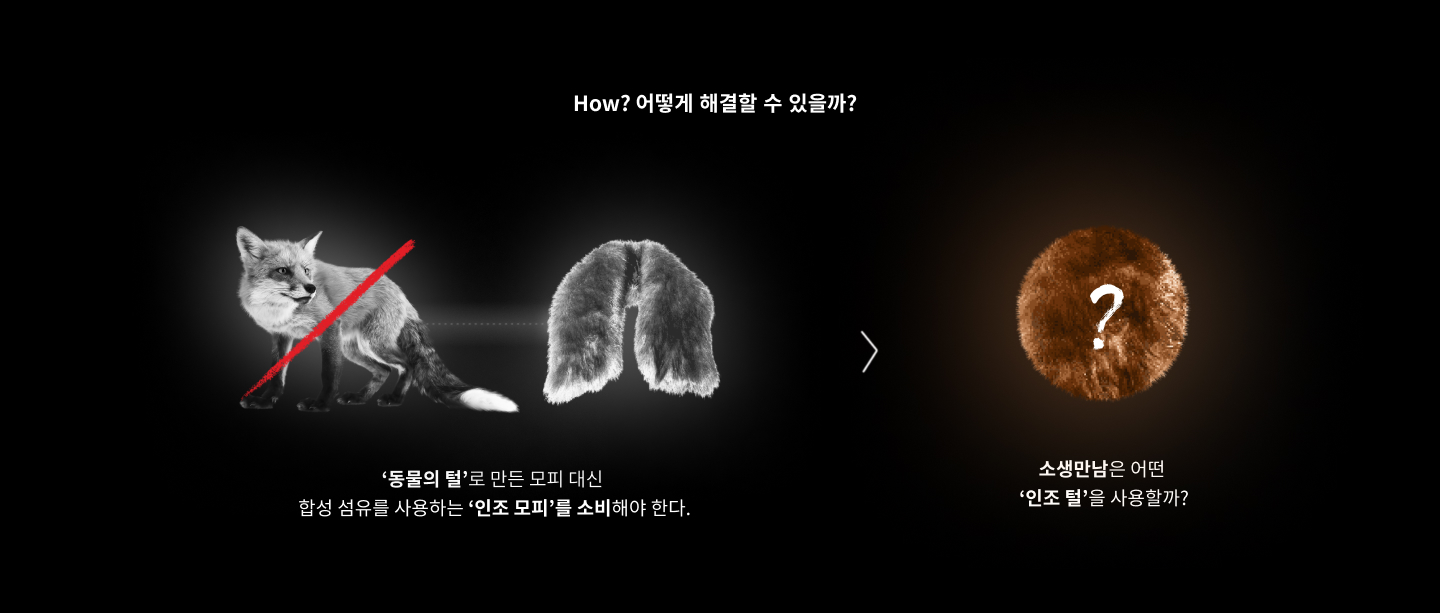 How? 어떻게 해결할 수 있을까?
?
‘동물의 털’로 만든 모피 대신
합성 섬유를 사용하는 ‘인조 모피’를 소비해야 한다.
소생만남은 어떤
‘인조 털’을 사용할까?